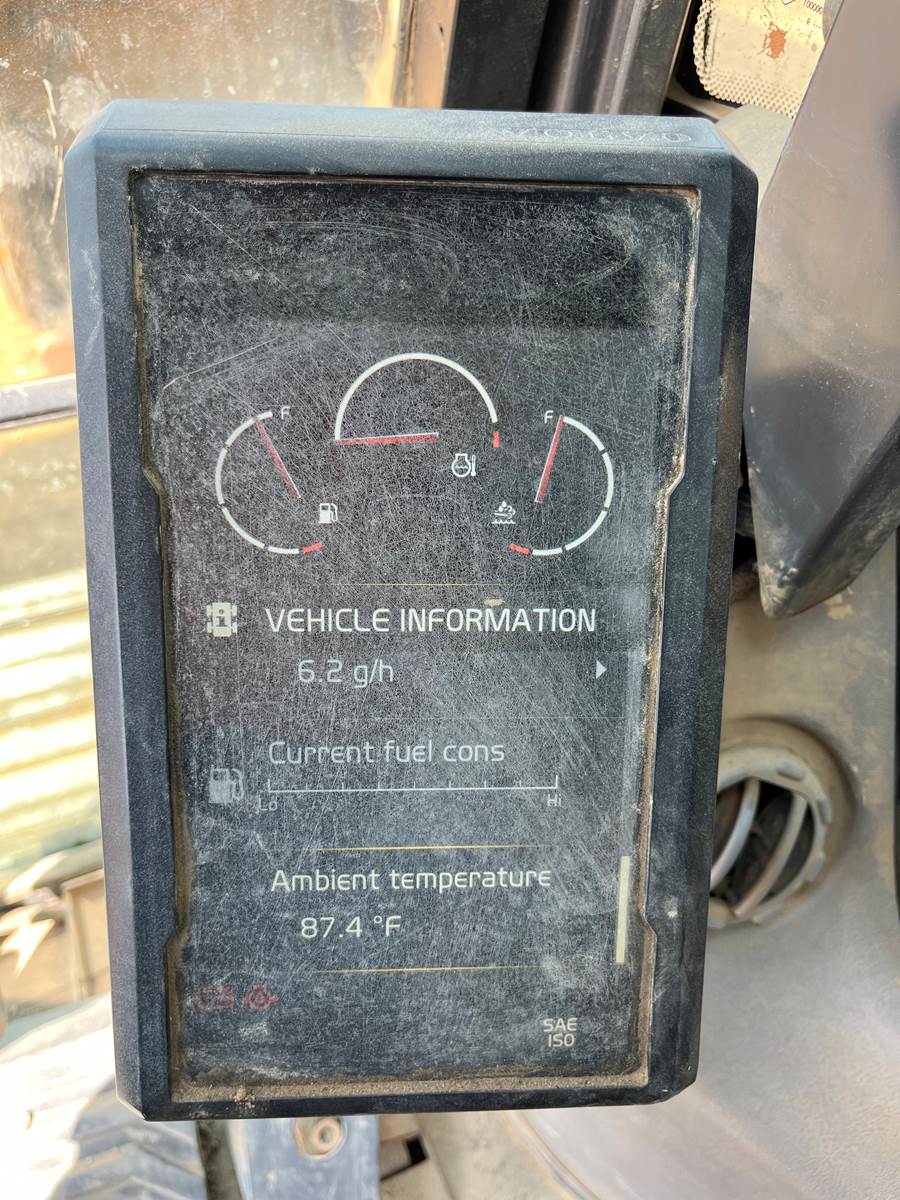 F
F
VEHICLE INFORMATION
6.2 g/h
Current fuel cons
Lo
Hi
Ambient temperature
87.4 °F
SAE
ISO